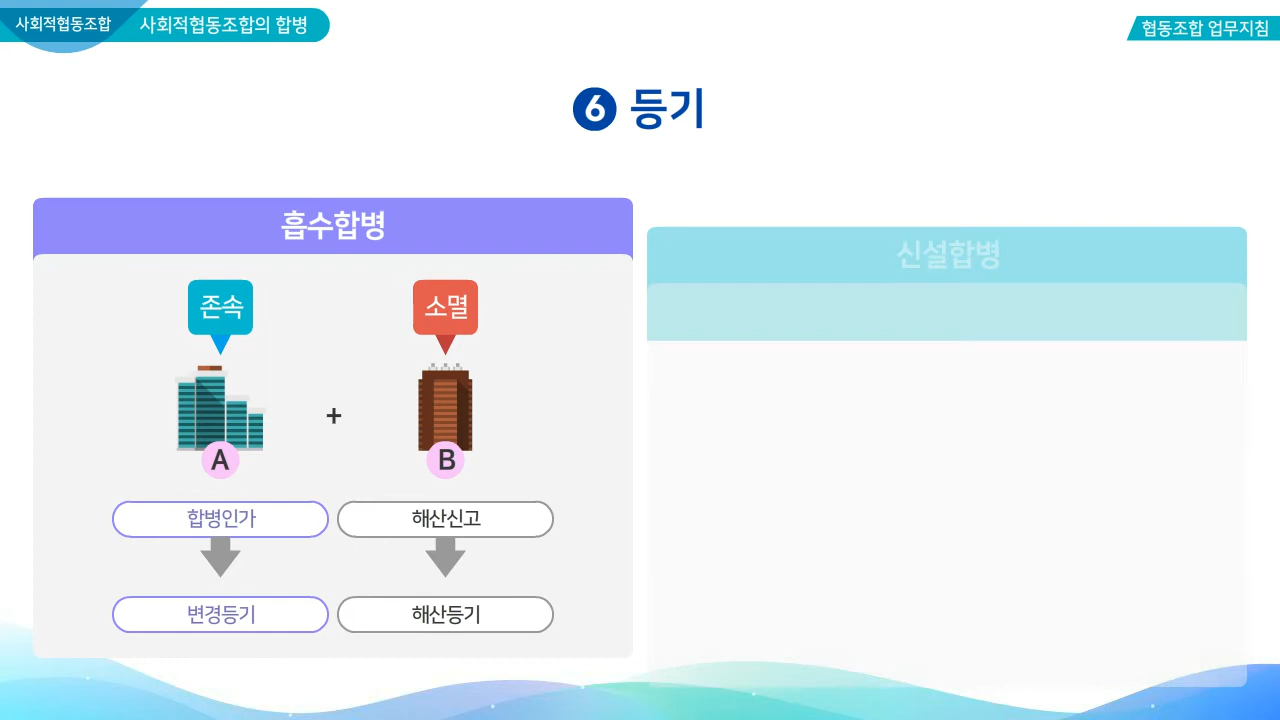 사회적협동조합
사회적협동조합의 합병
협동조합 업무지침
6 등기
흡수합병
신설합병
존속
소멸
+
A
B
합병인가
해산신고
변경등기
해산등기